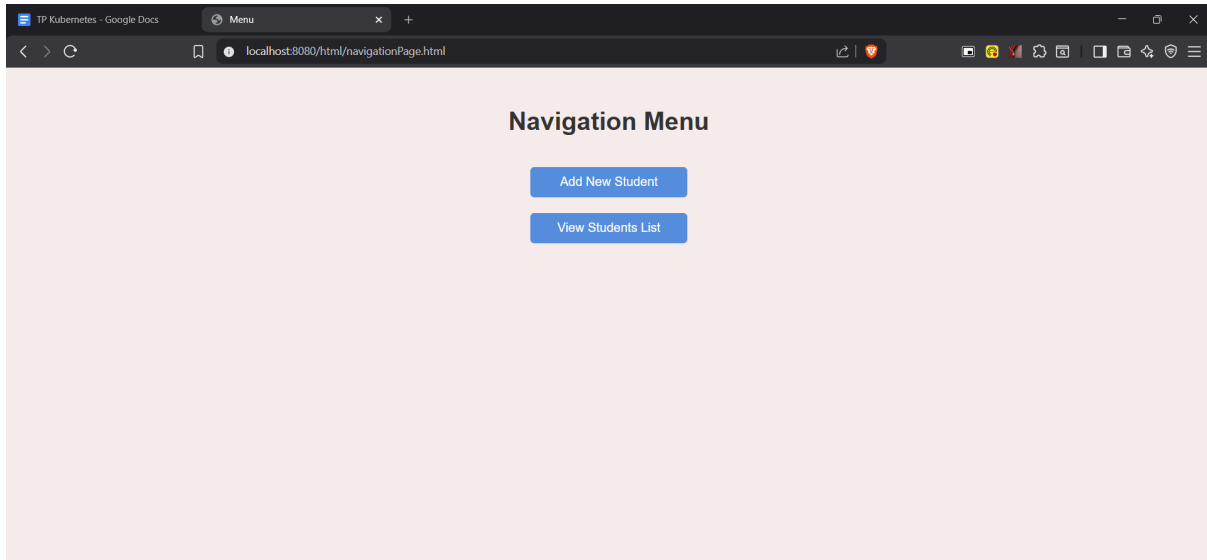 TP Kubernetes - Google Docs
Menu
localhost:8080/html/navigationPage.html
Navigation Menu
Add New Student
View Students List